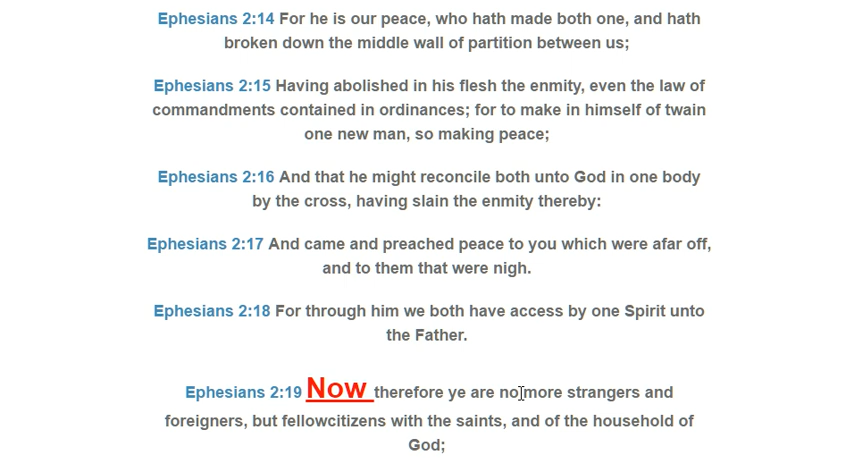 Ephesians 2:14 For he is our peace, who hath made both one, and hath
broken down the middle wall of partition between us;
Ephesians 2:15 Having abolished in his flesh the enmity, even the law of
commandments contained in ordinances; for to make in himself of twain
one new man, so making peace;
Ephesians 2:16 And that he might reconcile both unto God in one body
by the cross, having slain the enmity thereby:
Ephesians 2:17 And came and preached peace to you which were afar off,
and to them that were nigh.
Ephesians 2:18 For through him we both have access by one Spirit unto
the Father.
Ephesians 2:19 Now therefore ye are no more strangers and
foreigners, but fellowcitizens with the saints, and of the household of
God;